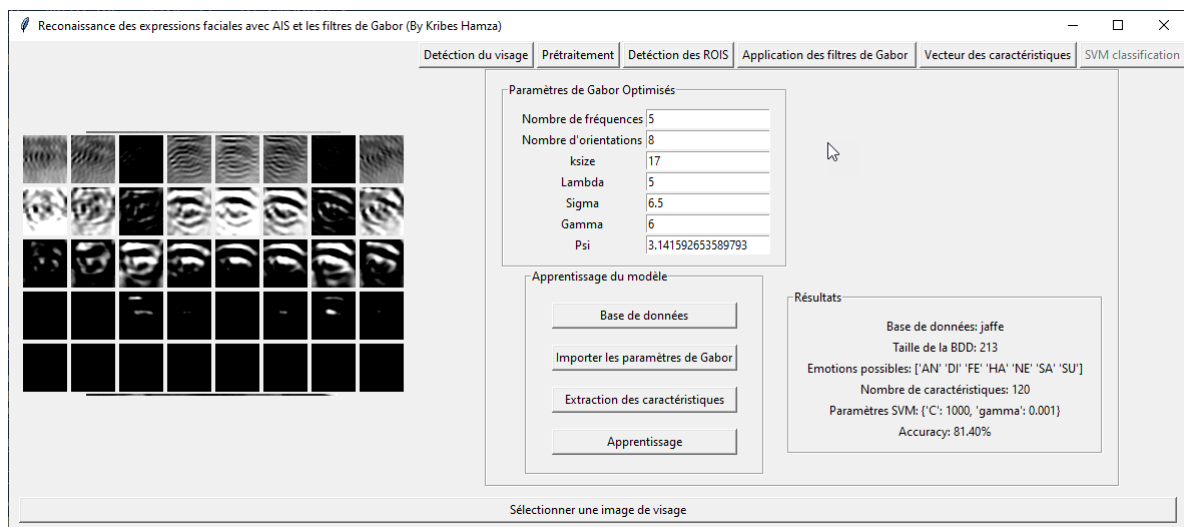 Reconaissance des expressions faciales avec AIS et les filtres de Gabor (By Kribes Hamza)
Detéction du visage Prétraitement Detéction des ROIS Application des filtres de Gabor Vecteur des caractéristiques SVM classification
Paramètres de Gabor Optimisés
Nombre de fréquences 5
Nombre d'orientations 8
ksize 17
Lambda 5
Sigma 6.5
Gamma 6
Psi 3.141592653589793
Apprentissage du modèle
Base de données
Importer les paramètres de Gabor
Extraction des caractéristiques
Apprentissage
Résultats
Base de données: jaffe
Taille de la BDD: 213
Emotions possibles: ['AN' 'DI' 'FE' 'HA' 'NE' 'SA' 'SU']
Nombre de caractéristiques: 120
Paramètres SVM: {'C': 1000, 'gamma': 0.001}
Accuracy: 81.40%
Sélectionner une image de visage